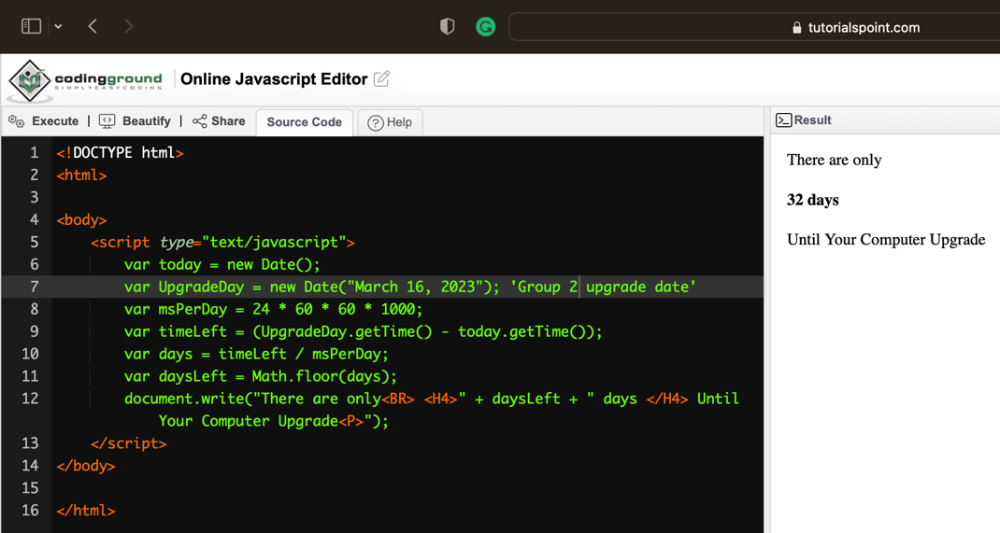 tutorialspoint.com
codingground
SIMPLYEASYCODING
Online Javascript Editor
Execute | Beautify | Share Source Code Help
Result
1 <!DOCTYPE html>
2 <html>
3
4 <body>
5 <script type="text/javascript">
6 var today = new Date();
7 var UpgradeDay = new Date("March 16, 2023"); 'Group 2 upgrade date'
8 var msPerDay = 24 * 60 * 60 * 1000;
9 var timeLeft = (UpgradeDay.getTime() - today.getTime());
10 var days = timeLeft / msPerDay;
11 var daysLeft = Math.floor(days);
12 document.write("There are only<BR> <H4>" + daysLeft + " days </H4> Until
Your Computer Upgrade<P>");
13 </script>
14 </body>
15
16 </html>
There are only
32 days
Until Your Computer Upgrade